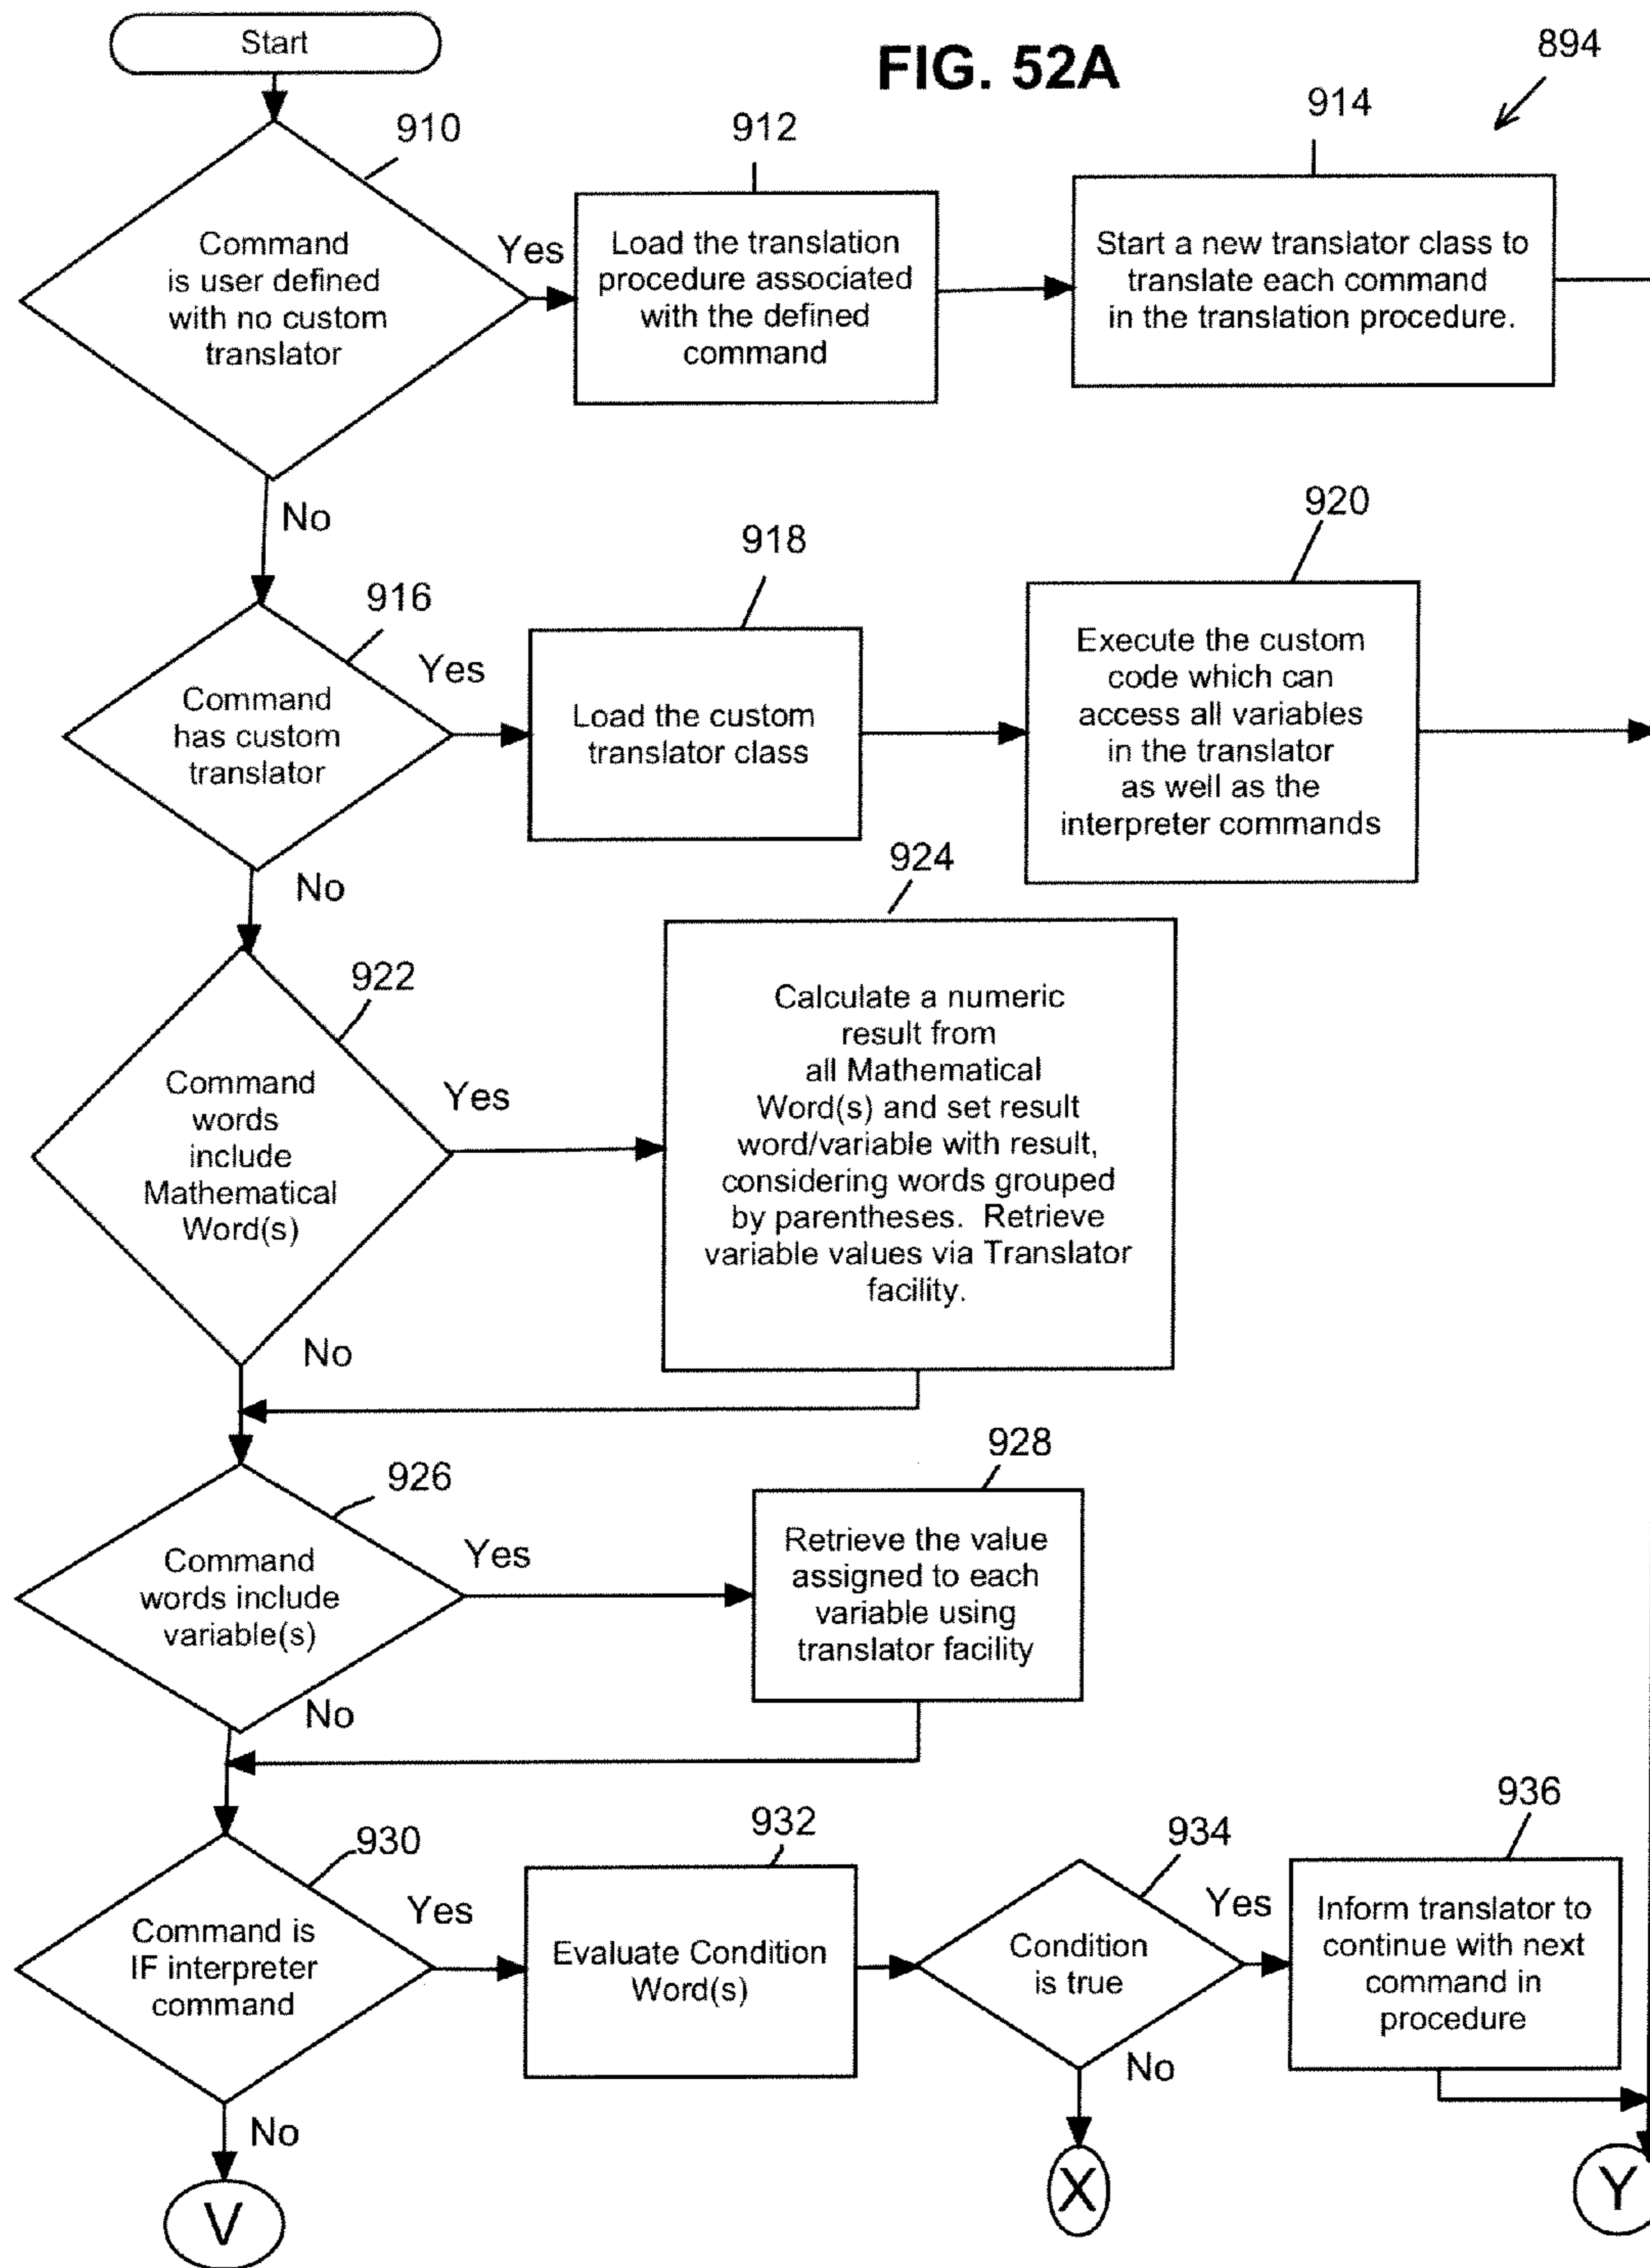 Start
FIG. 52A
894
910
Command
is user defined
with no custom
translator
Yes
912
Load the translation
procedure associated
with the defined
command
914
Start a new translator class to
translate each command
in the translation procedure.
No
916
Command
has custom
translator
Yes
918
Load the custom
translator class
920
Execute the custom
code which can
access all variables
in the translator
as well as the
interpreter commands
No
922
Command
words
include
Mathematical
Word(s)
Yes
924
Calculate a numeric
result from
all Mathematical
Word(s) and set result
word/variable with result,
considering words grouped
by parentheses. Retrieve
variable values via Translator
facility.
No
926
Command
words include
variable(s)
Yes
928
Retrieve the value
assigned to each
variable using
translator facility
No
930
Command is
IF interpreter
command
Yes
932
Evaluate Condition
Word(s)
934
Condition
is true
Yes
936
Inform translator to
continue with next
command in
procedure
No
No
V
X
Y